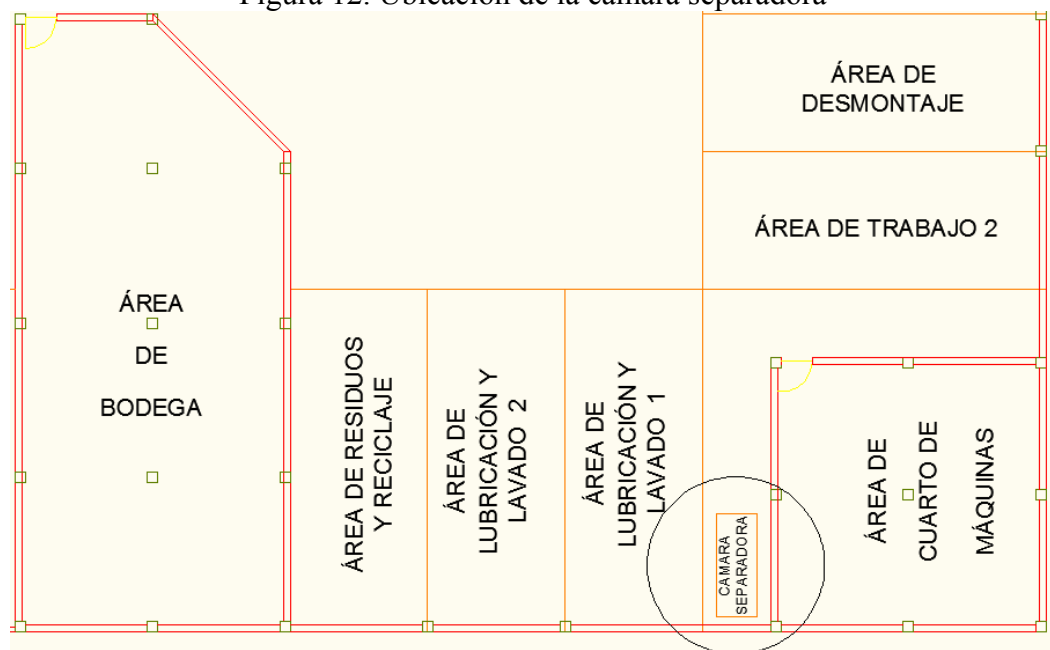 Figura 12. Ubicación de la cámara separadora
ÁREA DE
DESMONTAJE
ÁREA DE TRABAJO 2
ÁREA
DE
BODEGA
ÁREA DE RESIDUOS
Y RECICLAJE
ÁREA DE
LUBRICACIÓN Y
LAVADO 2
ÁREA DE
LUBRICACIÓN Y
LAVADO 1
CAMARA
SEPARADORA
ÁREA DE
CUARTO DE
MÁQUINAS